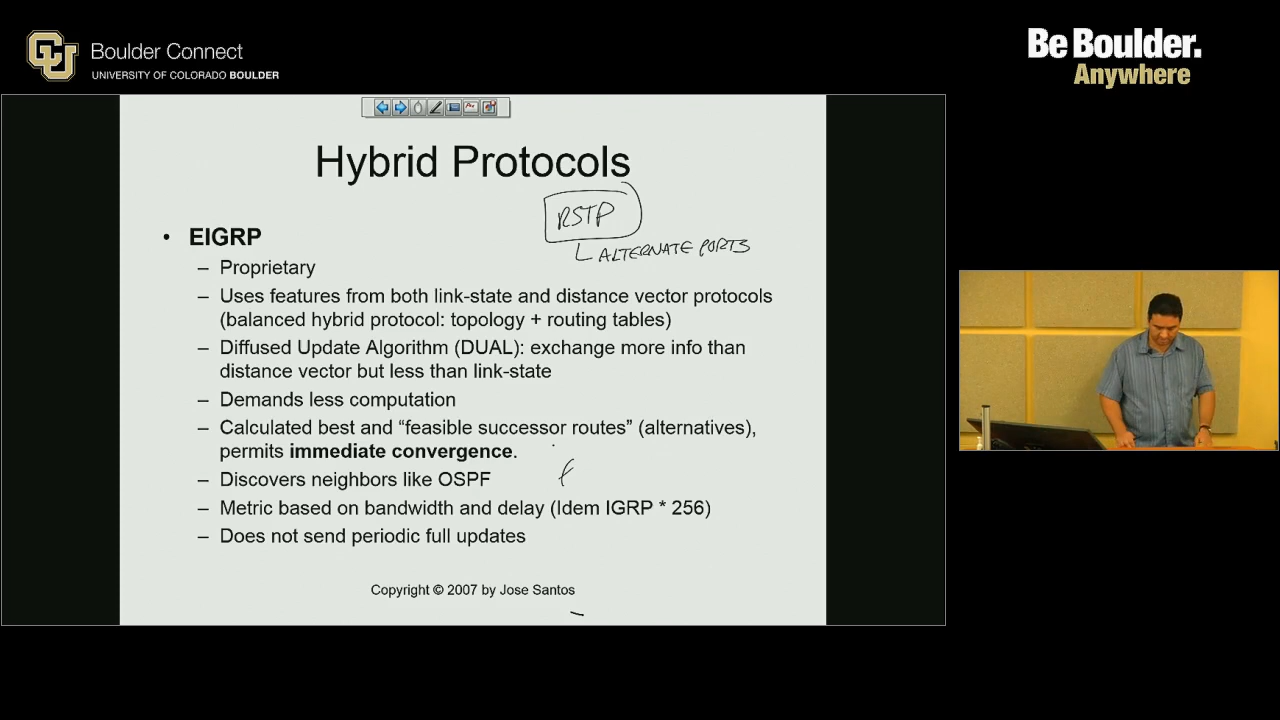 Boulder Connect
UNIVERSITY OF COLORADO BOULDER
Be Boulder.
Anywhere
Hybrid Protocols
RSTP
ALTERNATE PORTS
• EIGRP
– Proprietary
– Uses features from both link-state and distance vector protocols
(balanced hybrid protocol: topology + routing tables)
– Diffused Update Algorithm (DUAL): exchange more info than
distance vector but less than link-state
– Demands less computation
– Calculated best and “feasible successor routes” (alternatives),
permits immediate convergence.
– Discovers neighbors like OSPF
– Metric based on bandwidth and delay (Idem IGRP * 256)
– Does not send periodic full updates
Copyright © 2007 by Jose Santos